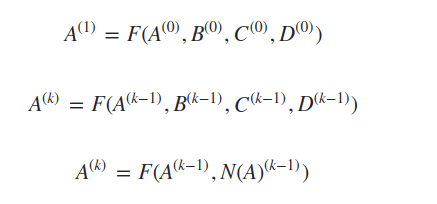 A⁽¹⁾ = F(A⁽⁰⁾, B⁽⁰⁾, C⁽⁰⁾, D⁽⁰⁾)
A⁽ᵏ⁾ = F(A⁽ᵏ⁻¹⁾, B⁽ᵏ⁻¹⁾, C⁽ᵏ⁻¹⁾, D⁽ᵏ⁻¹⁾)
A⁽ᵏ⁾ = F(A⁽ᵏ⁻¹⁾, N(A)⁽ᵏ⁻¹⁾)